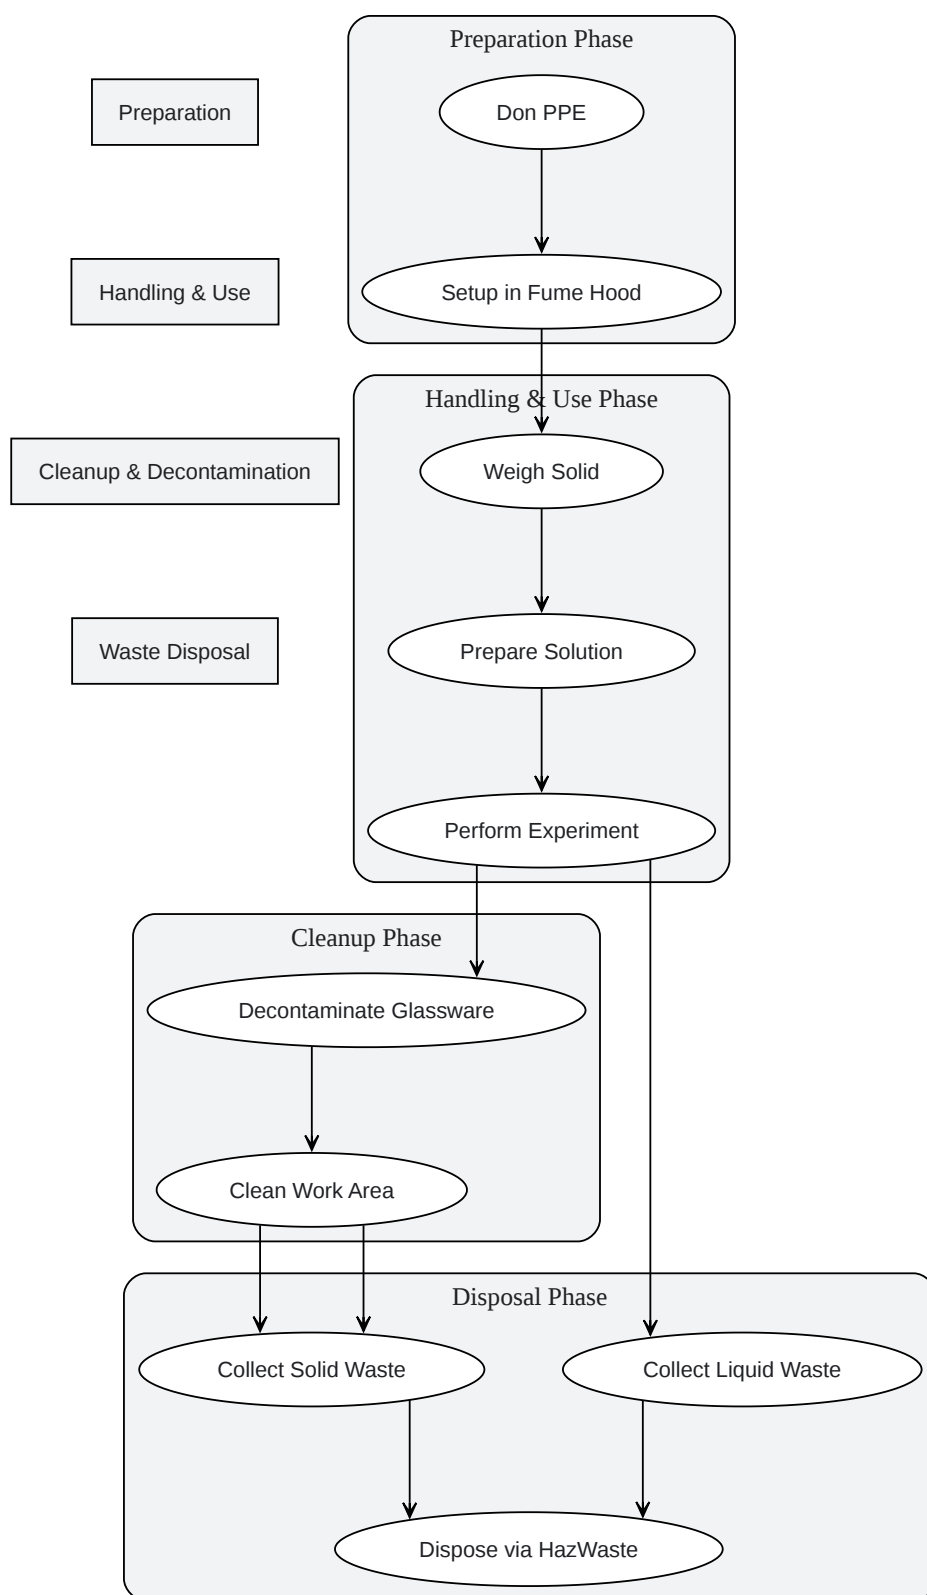 Preparation Phase
Preparation
Don PPE
Handling & Use
Setup in Fume Hood
Handling & Use Phase
Cleanup & Decontamination
Weigh Solid
Waste Disposal
Prepare Solution
Perform Experiment
Cleanup Phase
Decontaminate Glassware
Clean Work Area
Disposal Phase
Collect Solid Waste
Collect Liquid Waste
Dispose via HazWaste